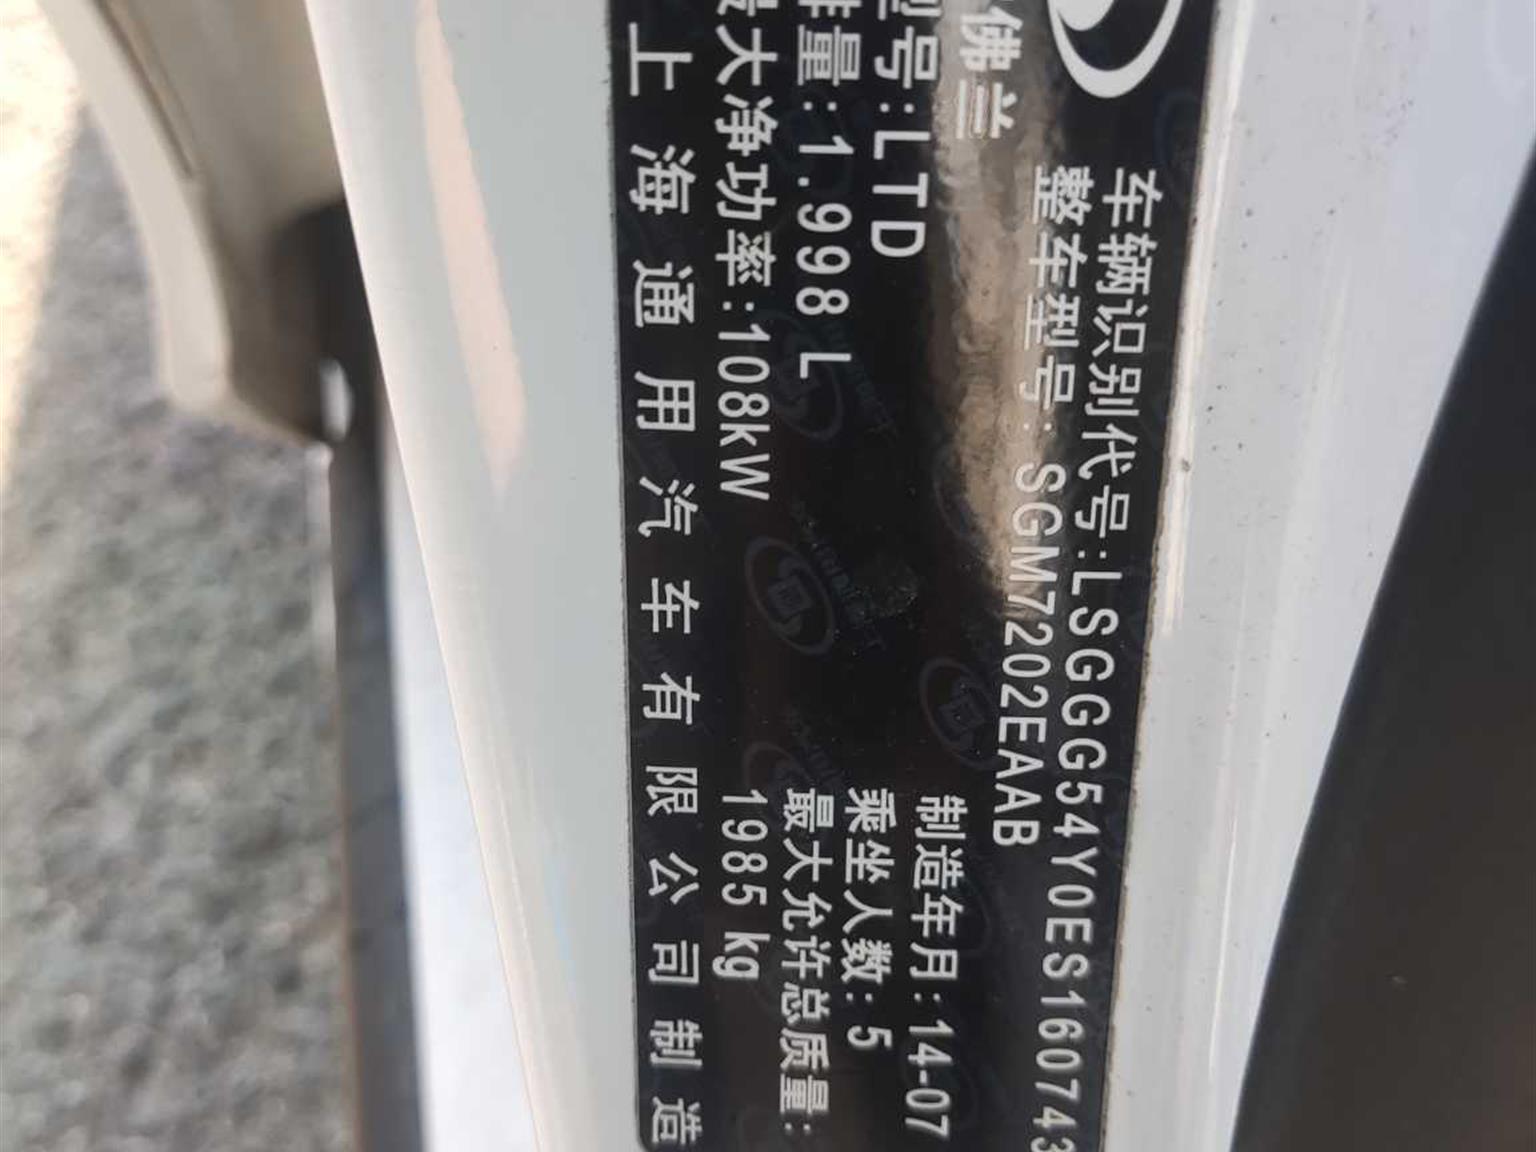 佛兰
车辆识别代号:LSGGG54Y0ES160743
整车型号:SGM7202EAAB
型号:LTD
制造年月:14-07
排量:1.998 L
乘坐人数:5
最大净功率:108kW
最大允许总质量:
1985 kg
上海通用汽车有限公司制造